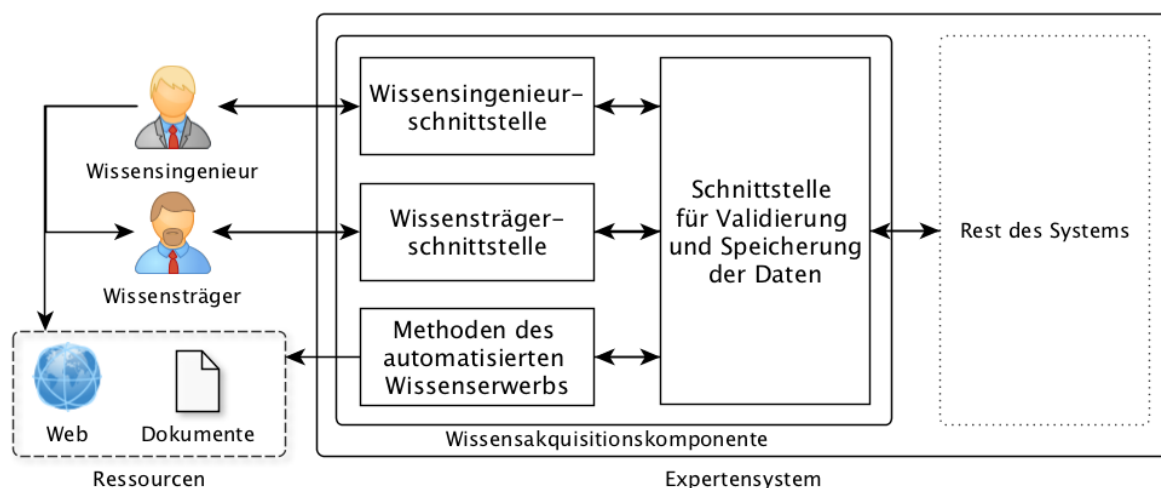 Wissensingenieur
Wissensträger
Web
Dokumente
Ressourcen
Wissensingenieur-
schnittstelle
Wissensträger-
schnittstelle
Methoden des
automatisierten
Wissenserwerbs
Schnittstelle
für Validierung
und Speicherung
der Daten
Wissensakquisitionskomponente
Rest des Systems
Expertensystem